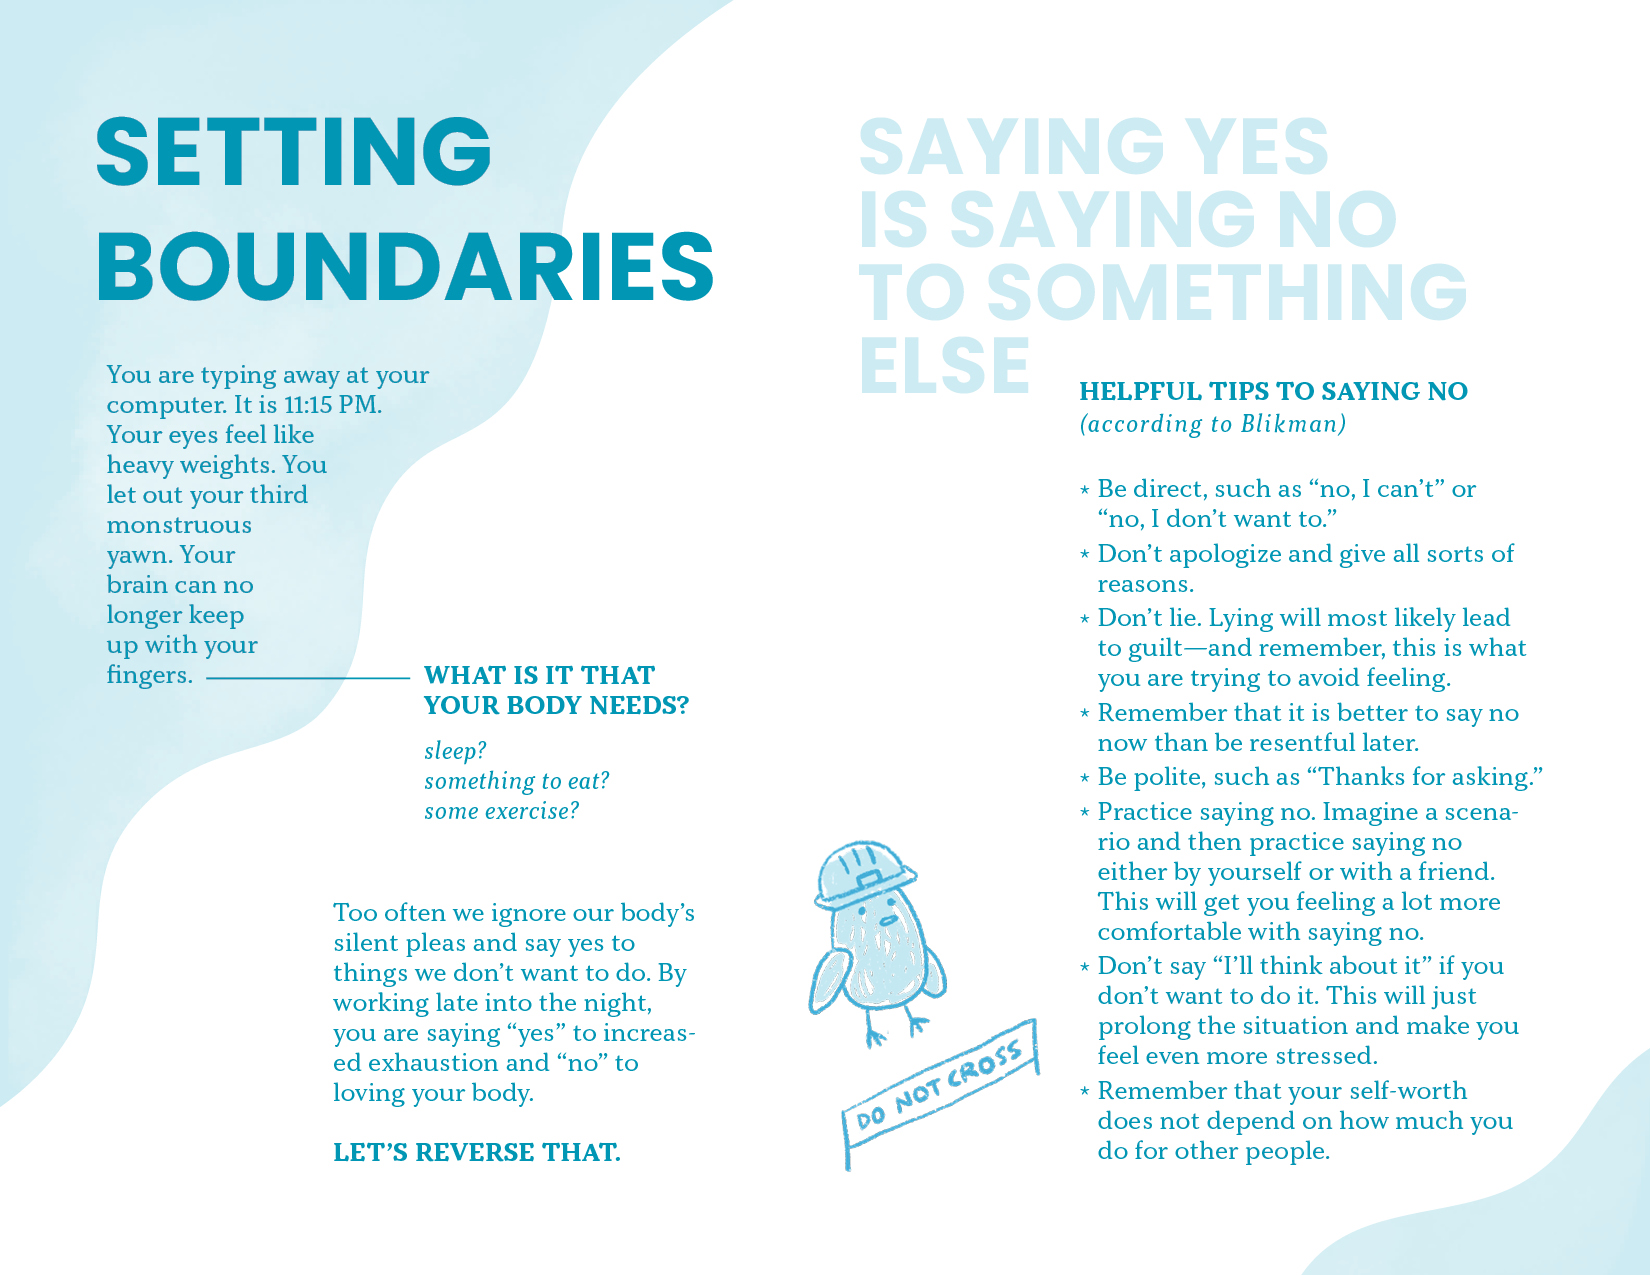 SETTING
BOUNDARIES
You are typing away at your
computer. It is 11:15 PM.
Your eyes feel like
heavy weights. You
let out your third
monstruous
yawn. Your
brain can no
longer keep
up with your
fingers.
WHAT IS IT THAT
YOUR BODY NEEDS?
sleep?
something to eat?
some exercise?
Too often we ignore our body’s
silent pleas and say yes to
things we don’t want to do. By
working late into the night,
you are saying “yes” to increas-
ed exhaustion and “no” to
loving your body.
LET’S REVERSE THAT.
SAYING YES
IS SAYING NO
TO SOMETHING
ELSE
HELPFUL TIPS TO SAYING NO
(according to Blikman)
* Be direct, such as “no, I can’t” or
“no, I don’t want to.”
* Don’t apologize and give all sorts of
reasons.
* Don’t lie. Lying will most likely lead
to guilt—and remember, this is what
you are trying to avoid feeling.
* Remember that it is better to say no
now than be resentful later.
* Be polite, such as “Thanks for asking.”
* Practice saying no. Imagine a scena-
rio and then practice saying no
either by yourself or with a friend.
This will get you feeling a lot more
comfortable with saying no.
* Don’t say “I’ll think about it” if you
don’t want to do it. This will just
prolong the situation and make you
feel even more stressed.
* Remember that your self-worth
does not depend on how much you
do for other people.
DO NOT CROSS